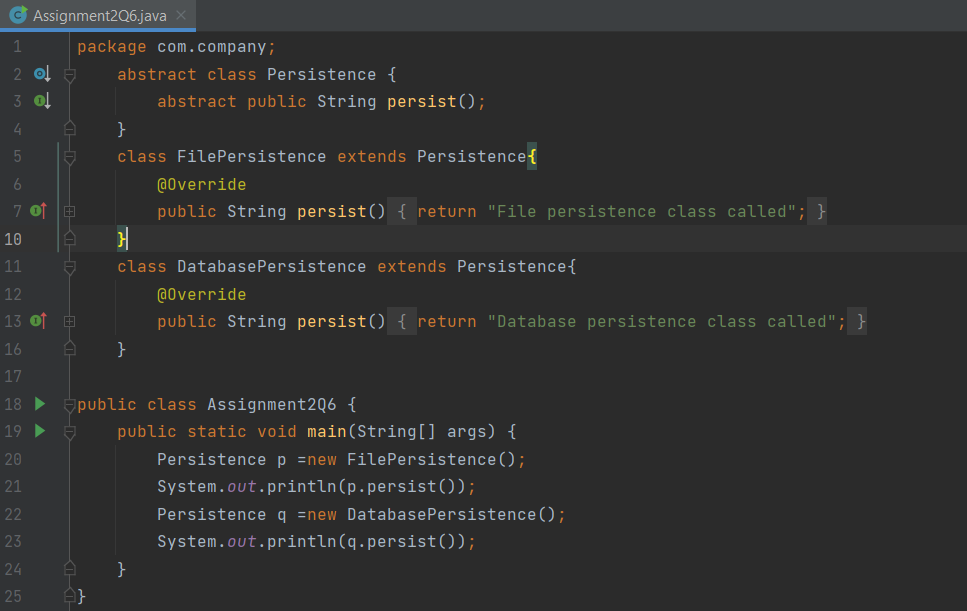 Assignment2Q6.java
1 package com.company;
2 abstract class Persistence {
3 abstract public String persist();
4 }
5 class FilePersistence extends Persistence{
6 @Override
7 public String persist() { return "File persistence class called"; }
10 }
11 class DatabasePersistence extends Persistence{
12 @Override
13 public String persist() { return "Database persistence class called"; }
16 }
17
18 public class Assignment2Q6 {
19 public static void main(String[] args) {
20 Persistence p =new FilePersistence();
21 System.out.println(p.persist());
22 Persistence q =new DatabasePersistence();
23 System.out.println(q.persist());
24 }
25 }